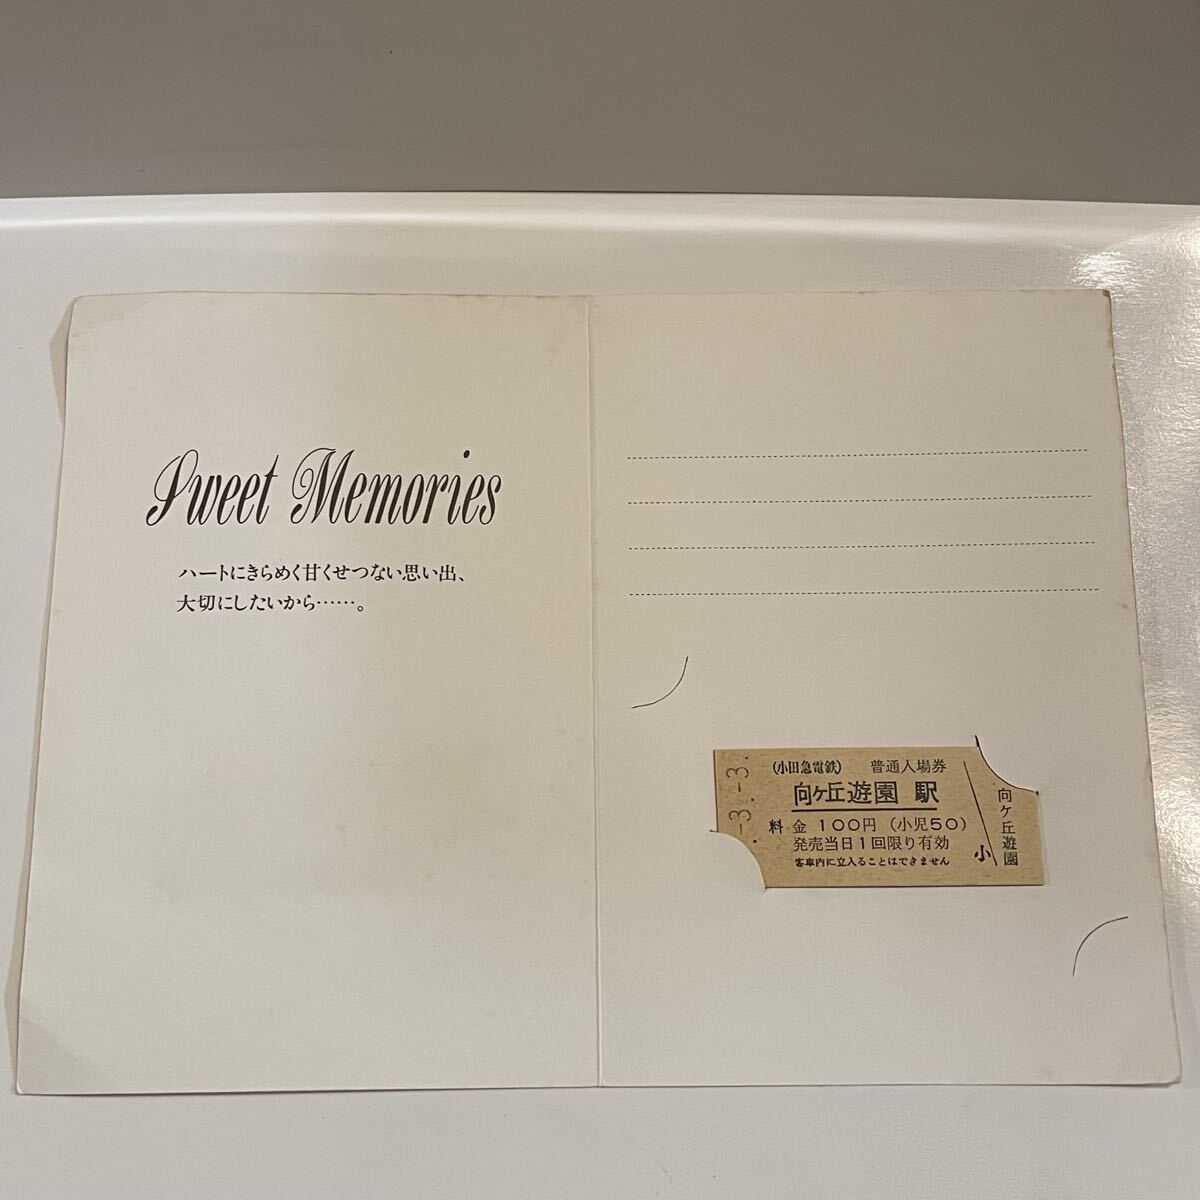 Sweet Memories
ハートにきらめく甘くせつない思い出、
大切にしたいから……。
.-3.-3.
(小田急電鉄) 普通入場券
向ケ丘遊園 駅
料 金 100円 (小児50)
発売当日1回限り有効
客車内に立入ることはできません
小
向ケ丘遊園